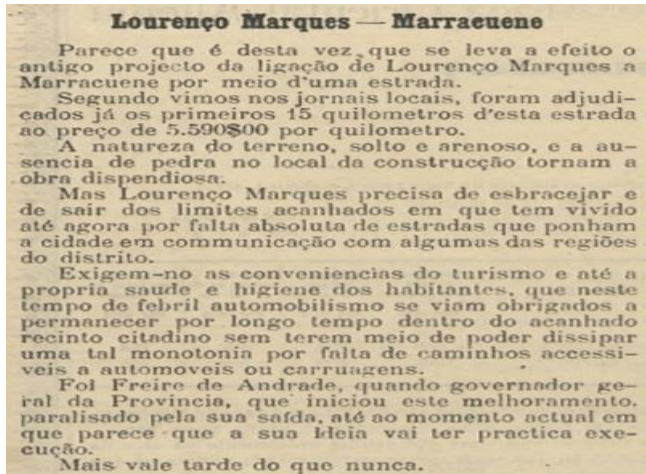 Lourenço Marques — Marracuene
Parece que é desta vez que se leva a efeito o
antigo projecto da ligação de Lourenço Marques a
Marracuene por meio d'uma estrada.
Segundo vimos nos jornais locais, foram adjudi-
cados já os primeiros 15 quilometros d'esta estrada
ao preço de 5.590$00 por quilometro.
A natureza do terreno, solto e arenoso, e a au-
sencia de pedra no local da construcção tornam a
obra dispendiosa.
Mas Lourenço Marques precisa de esbracejar e
de sair dos limites acanhados em que tem vivido
até agora por falta absoluta de estradas que ponham
a cidade em communicação com algumas das regiões
do distrito.
Exigem-no as conveniencias do turismo e até a
propria saude e higiene dos habitantes, que neste
tempo de febril automobilismo se viam obrigados a
permanecer por longo tempo dentro do acanhado
recinto citadino sem terem meio de poder dissipar
uma tal monotonia por falta de caminhos accessi-
veis a automoveis ou carruagens.
Foi Freire de Andrade, quando governador ge-
ral da Provincia, que iniciou este melhoramento,
paralisado pela sua saída, até ao momento actual em
que parece que a sua ideia vai ter practica exe-
cução.
Mais vale tarde do que nunca.